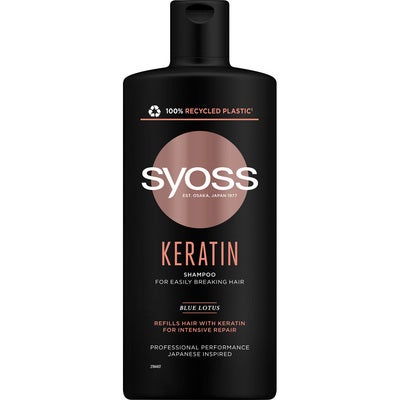 100% RECYCLED PLASTIC¹
syoss
EST. OSAKA, JAPAN 1977
KERATIN
SHAMPOO
FOR EASILY BREAKING HAIR
BLUE LOTUS
REFILLS HAIR WITH KERATIN
FOR INTENSIVE REPAIR
PROFESSIONAL PERFORMANCE
JAPANESE INSPIRED